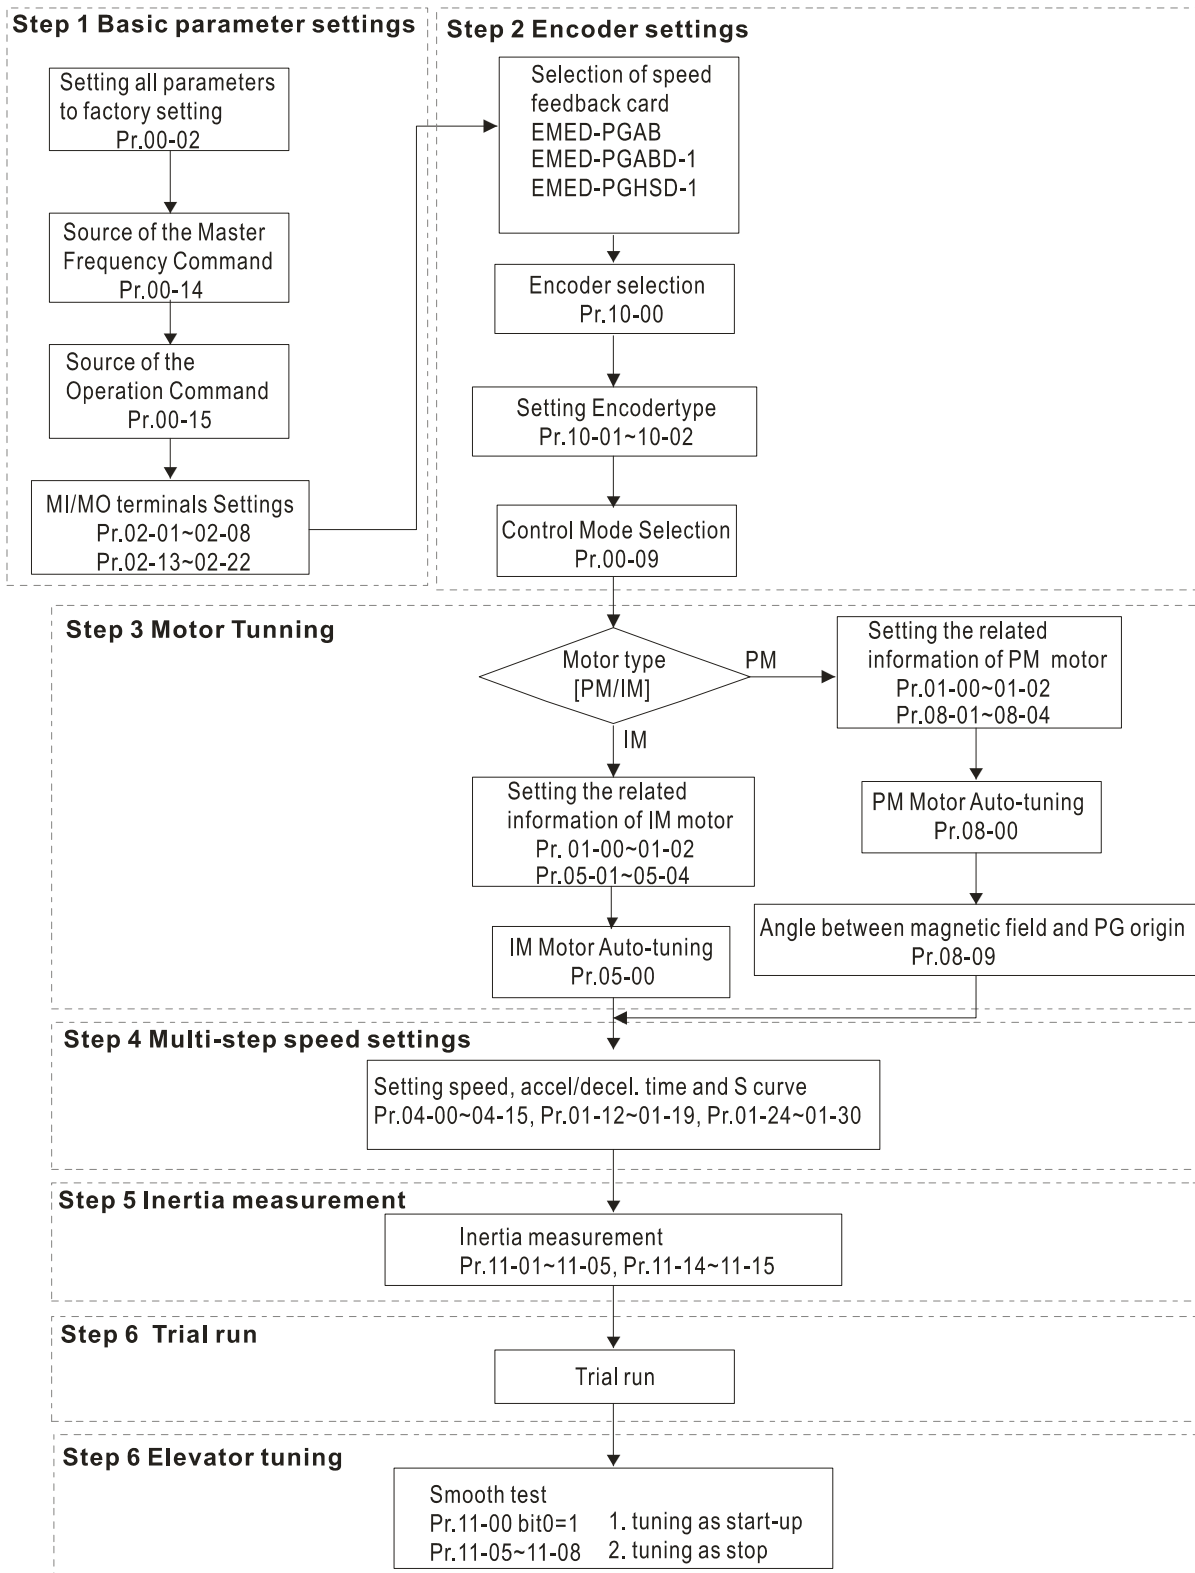 Step 1 Basic parameter settings
Setting all parameters
to factory setting
Pr.00-02
Source of the Master
Frequency Command
Pr.00-14
Source of the
Operation Command
Pr.00-15
MI/MO terminals Settings
Pr.02-01~02-08
Pr.02-13~02-22
Step 2 Encoder settings
Selection of speed
feedback card
EMED-PGAB
EMED-PGABD-1
EMED-PGHSD-1
Encoder selection
Pr.10-00
Setting Encodertype
Pr.10-01~10-02
Control Mode Selection
Pr.00-09
Step 3 Motor Tunning
Motor type
[PM/IM]
PM
IM
Setting the related
information of PM motor
Pr.01-00~01-02
Pr.08-01~08-04
PM Motor Auto-tuning
Pr.08-00
Angle between magnetic field and PG origin
Pr.08-09
Setting the related
information of IM motor
Pr. 01-00~01-02
Pr.05-01~05-04
IM Motor Auto-tuning
Pr.05-00
Step 4 Multi-step speed settings
Setting speed, accel/decel. time and S curve
Pr.04-00~04-15, Pr.01-12~01-19, Pr.01-24~01-30
Step 5 Inertia measurement
Inertia measurement
Pr.11-01~11-05, Pr.11-14~11-15
Step 6 Trial run
Trial run
Step 6 Elevator tuning
Smooth test
Pr.11-00 bit0=1 1. tuning as start-up
Pr.11-05~11-08 2. tuning as stop